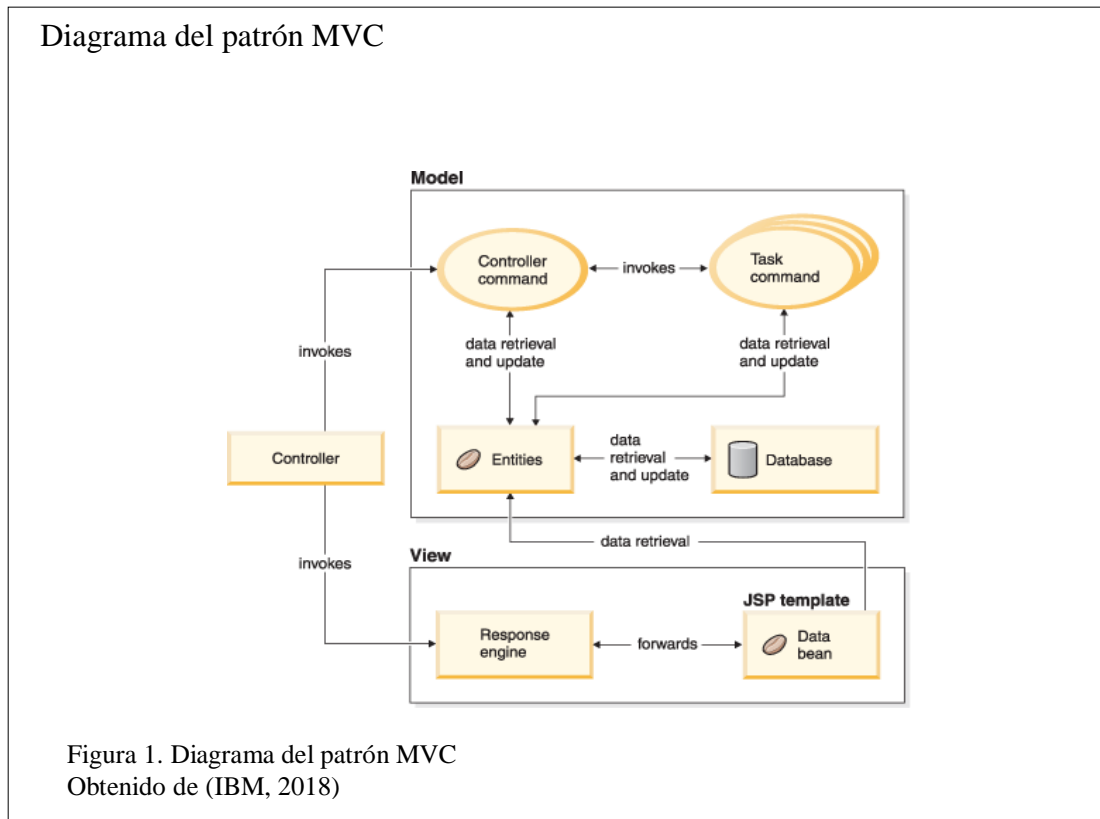 Diagrama del patrón MVC
Model
Controller
command
invokes
Task
command
data retrieval
and update
data retrieval
and update
invokes
Controller
Entities
data
retrieval
and update
Database
data retrieval
View
invokes
JSP template
Response
engine
forwards
Data
bean
Figura 1. Diagrama del patrón MVC
Obtenido de (IBM, 2018)